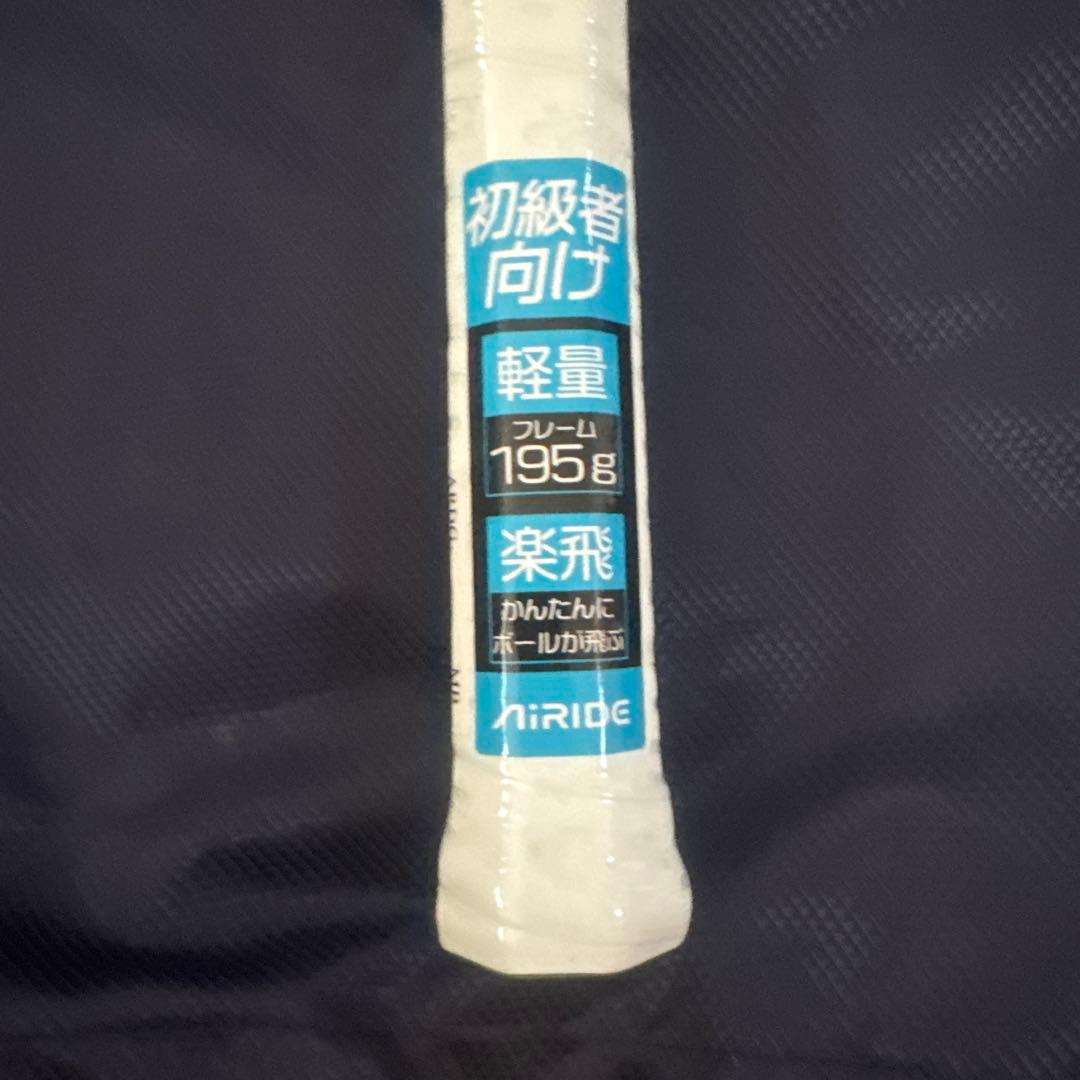 初級者
向け
軽量
フレーム
195g
楽飛
かんたんに
ボールが飛ぶ
AiRIDE